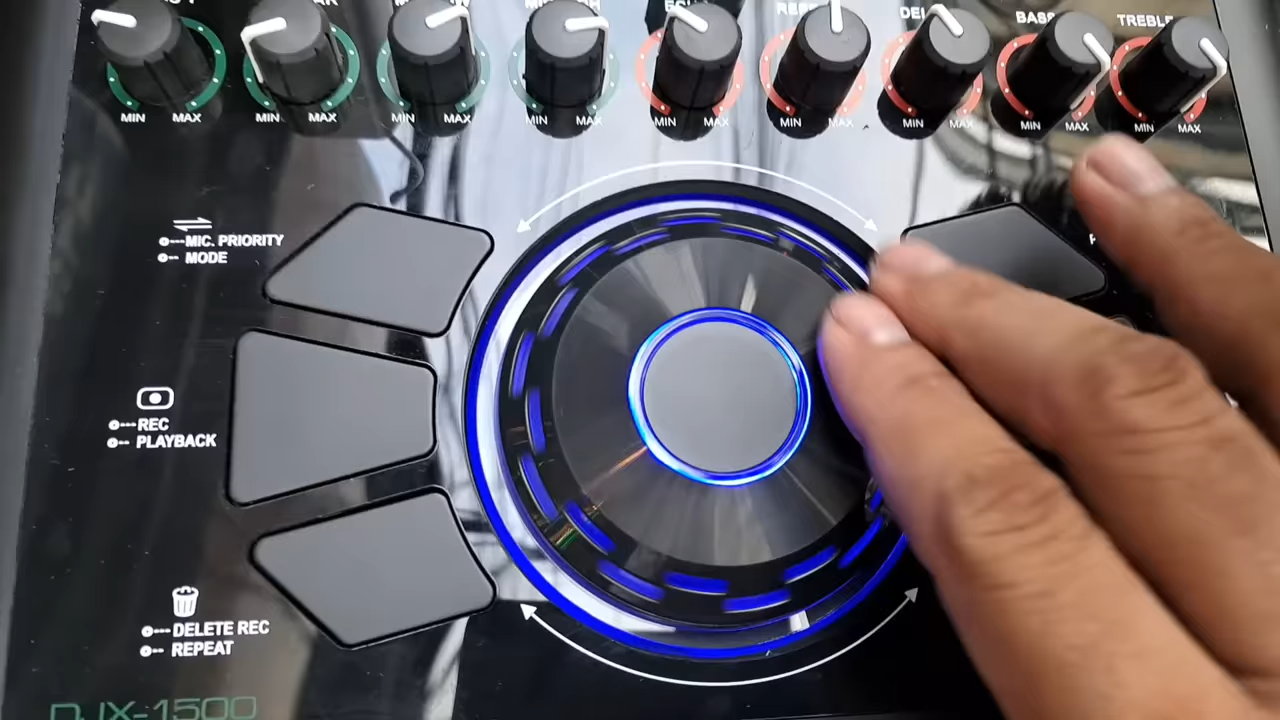 MIN MAX MIN MAX MIN MAX MIN MAX MIN MAX MIN MAX MIN MAX MIN MAX MIN MAX
BASS
TREBLE
MIC. PRIORITY
MODE
REC
PLAYBACK
DELETE REC
REPEAT
DJX-1500